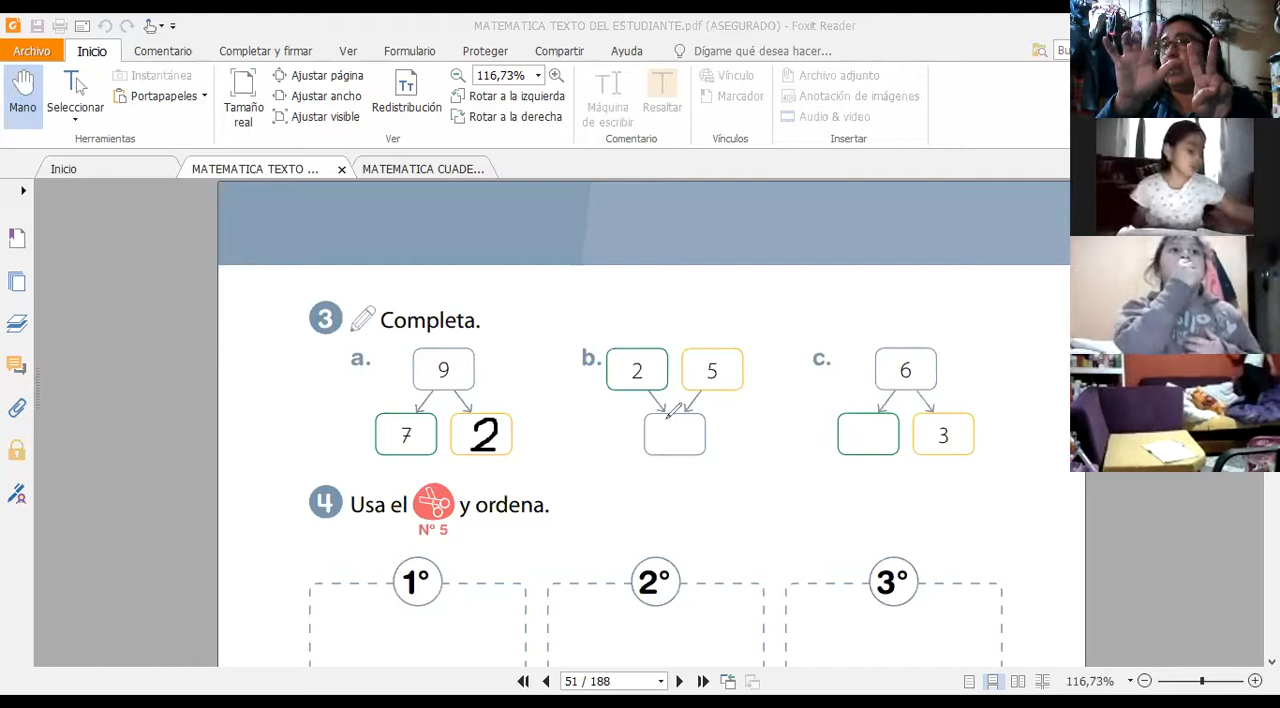 MATEMATICA TEXTO DEL ESTUDIANTE.pdf (ASEGURADO) - Foxit Reader
Archivo Inicio Comentario Completar y firmar Ver Formulario Proteger Compartir Ayuda Dígame qué desea hacer... Bu
Mano
Seleccionar
Instantánea
Portapapeles
Herramientas
Tamaño real
Ajustar página
Ajustar ancho
Ajustar visible
Redistribución
116,73%
Rotar a la izquierda
Rotar a la derecha
Ver
Máquina de escribir
Resaltar
Comentario
Vínculo
Marcador
Vínculos
Archivo adjunto
Anotación de imágenes
Audio & video
Insertar
Inicio MATEMATICA TEXTO ... x MATEMATICA CUADE...
3 Completa.
a. 9
7 2
b. 2 5
c. 6
3
4 Usa el y ordena.
Nº 5
1° 2° 3°
51 / 188
116,73%